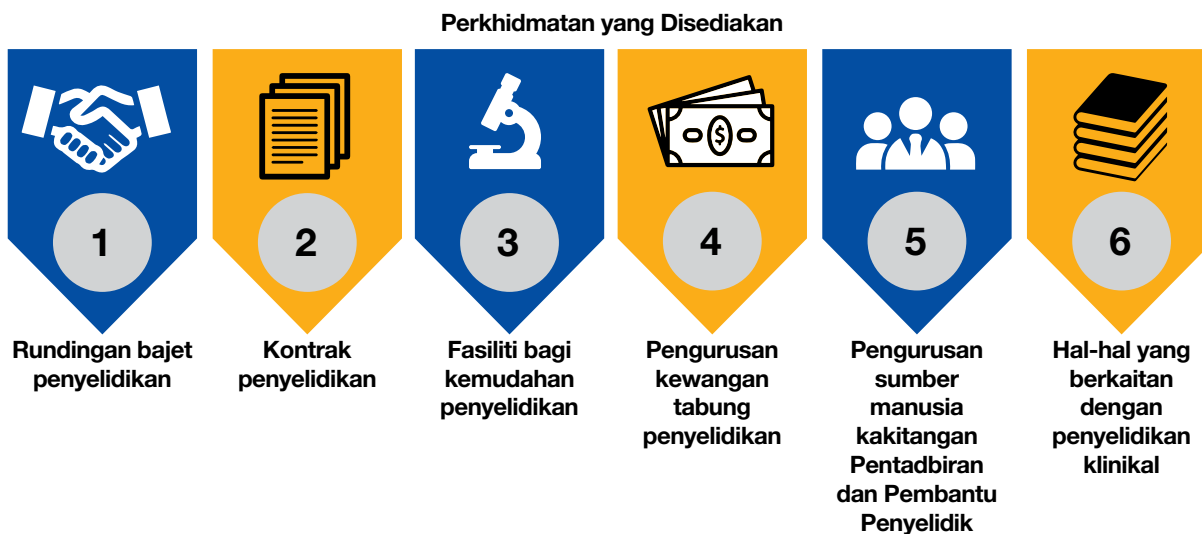 Perkhidmatan yang Disediakan
1
Rundingan bajet
penyelidikan
2
Kontrak
penyelidikan
3
Fasiliti bagi
kemudahan
penyelidikan
4
Pengurusan
kewangan
tabung
penyelidikan
5
Pengurusan
sumber
manusia
kakitangan
Pentadbiran
dan Pembantu
Penyelidik
6
Hal-hal yang
berkaitan
dengan
penyelidikan
klinikal